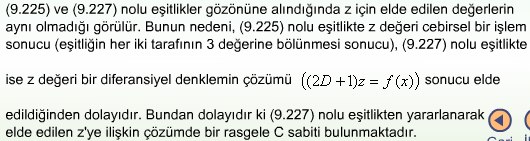 (9.225) ve (9.227) nolu eşitlikler gözönüne alındığında z için elde edilen değerlerin
aynı olmadığı görülür. Bunun nedeni, (9.225) nolu eşitlikte z değeri cebirsel bir işlem
sonucu (eşitliğin her iki tarafının 3 değerine bölünmesi sonucu), (9.227) nolu eşitlikte
ise z değeri bir diferansiyel denklemin çözümü ((2D+1)z = f(x)) sonucu elde
edildiğinden dolayıdır. Bundan dolayıdır ki (9.227) nolu eşitlikten yararlanarak
elde edilen z'ye ilişkin çözümde bir rasgele C sabiti bulunmaktadır.